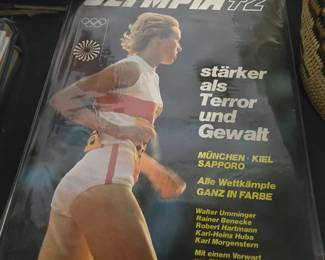 OLYMPIA 72
stärker
als
Terror
und
Gewalt
MÜNCHEN · KIEL
SAPPORO
Alle Wettkämpfe
GANZ IN FARBE
Walter Umminger
Rainer Benecke
Robert Hartmann
Karl-Heinz Huba
Karl Morgenstern
Mit einem Vorwort